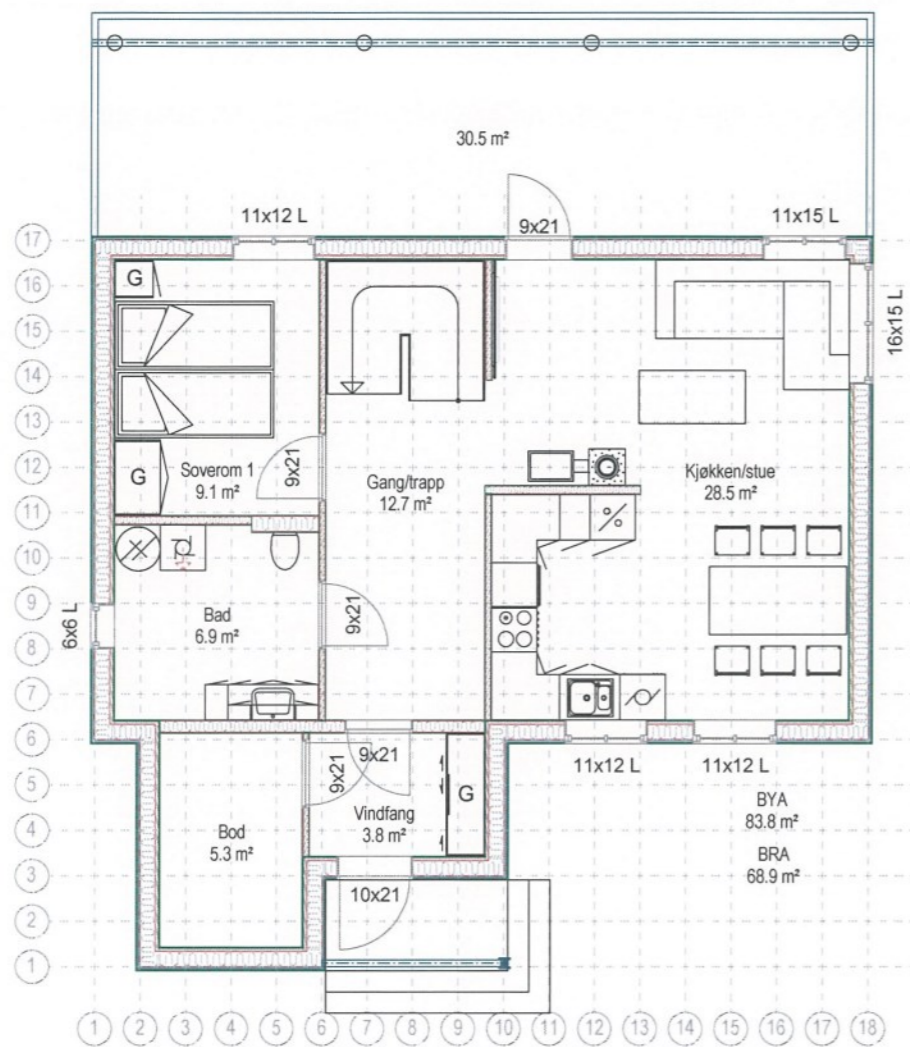 30.5 m²
11x12 L
9x21
11x15 L
17
16
G
15
16x15 L
14
13
12
G
Soverom 1
9.1 m²
9x21
Gang/trapp
12.7 m²
Kjøkken/stue
28.5 m²
11
10
9
6x6 L
Bad
6.9 m²
9x21
8
7
6
9x21
9x21
11x12 L
11x12 L
5
G
Vindfang
3.8 m²
BYA
83.8 m²
4
Bod
5.3 m²
BRA
68.9 m²
3
10x21
2
1
1 2 3 4 5 6 7 8 9 10 11 12 13 14 15 16 17 18